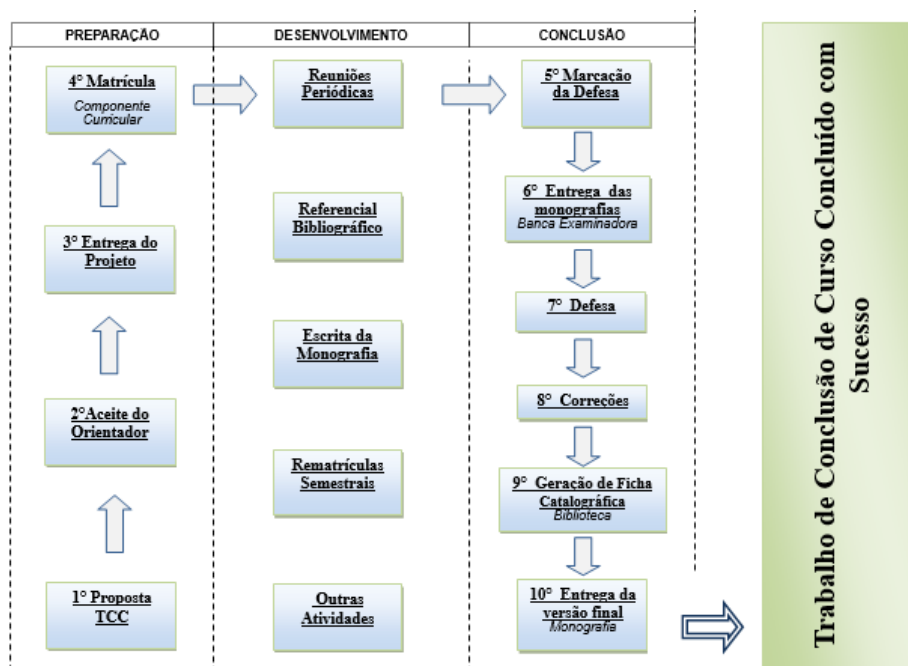 PREPARAÇÃO
DESENVOLVIMENTO
CONCLUSÃO
4° Matrícula
Componente
Curricular
3° Entrega do
Projeto
2°Aceite do
Orientador
1° Proposta
TCC
Reuniões
Periódicas
Referencial
Bibliográfico
Escrita da
Monografia
Rematrículas
Semestrais
Outras
Atividades
5° Marcação
da Defesa
6° Entrega das
monografias
Banca Examinadora
7° Defesa
8° Correções
9° Geração de Ficha
Catalográfica
Biblioteca
10° Entrega da
versão final
Monografia
Trabalho de Conclusão de Curso Concluído com
Sucesso